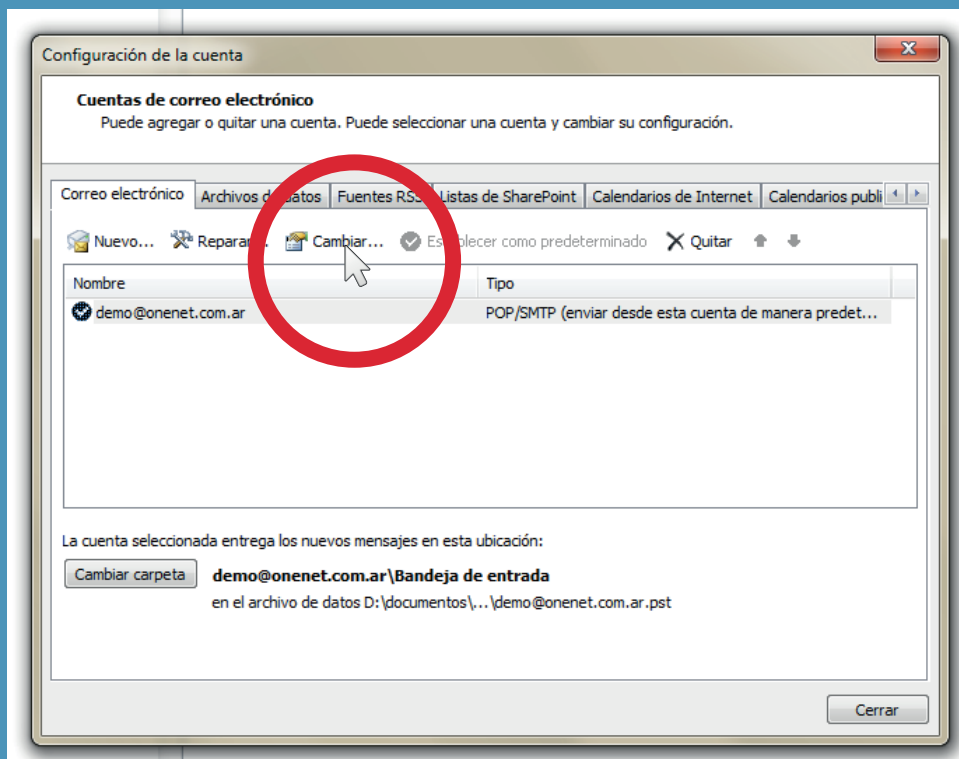 Configuración de la cuenta
Cuentas de correo electrónico
Puede agregar o quitar una cuenta. Puede seleccionar una cuenta y cambiar su configuración.
Correo electrónico Archivos de datos Fuentes RSS Listas de SharePoint Calendarios de Internet Calendarios publi
Nuevo... Reparar... Cambiar... Establecer como predeterminado Quitar
Nombre Tipo
demo@onenet.com.ar POP/SMTP (enviar desde esta cuenta de manera predet...
La cuenta seleccionada entrega los nuevos mensajes en esta ubicación:
Cambiar carpeta demo@onenet.com.ar\Bandeja de entrada
en el archivo de datos D:\documentos\...\demo@onenet.com.ar.pst
Cerrar